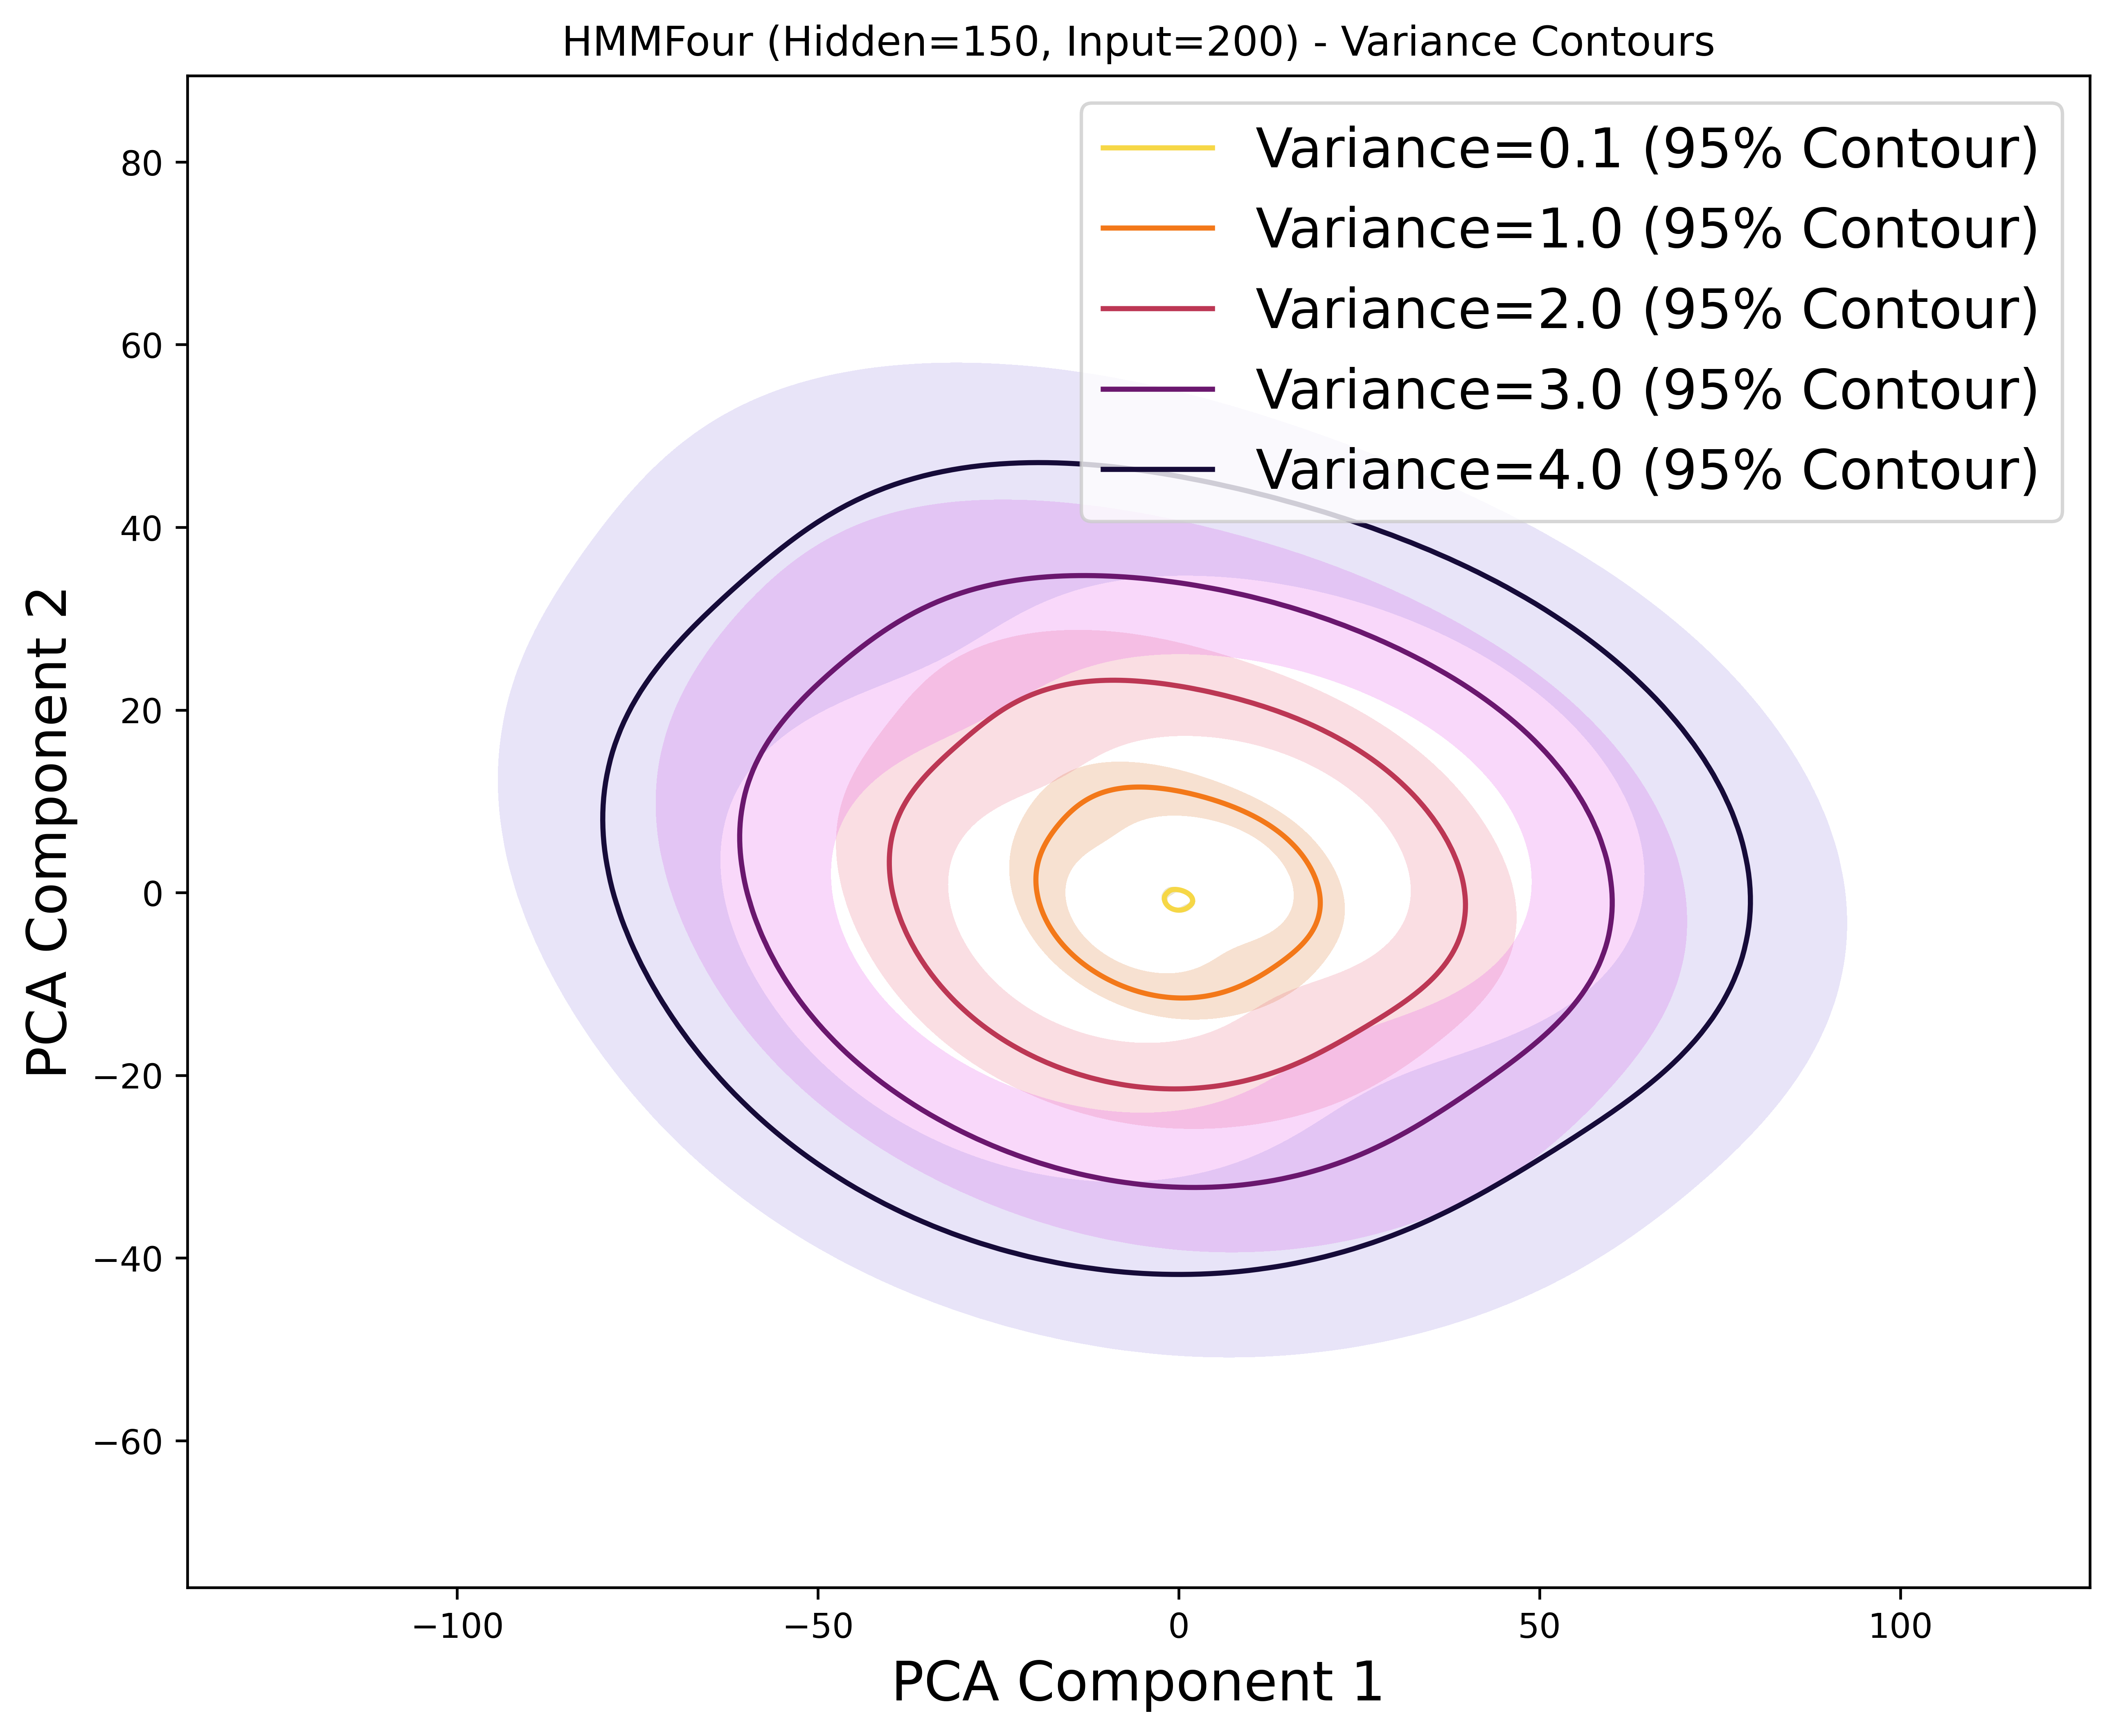 HMMFour (Hidden=150, Input=200) - Variance Contours
Variance=0.1 (95% Contour)
Variance=1.0 (95% Contour)
Variance=2.0 (95% Contour)
Variance=3.0 (95% Contour)
Variance=4.0 (95% Contour)
PCA Component 2
80
60
40
20
0
−20
−40
−60
−100
−50
0
50
100
PCA Component 1